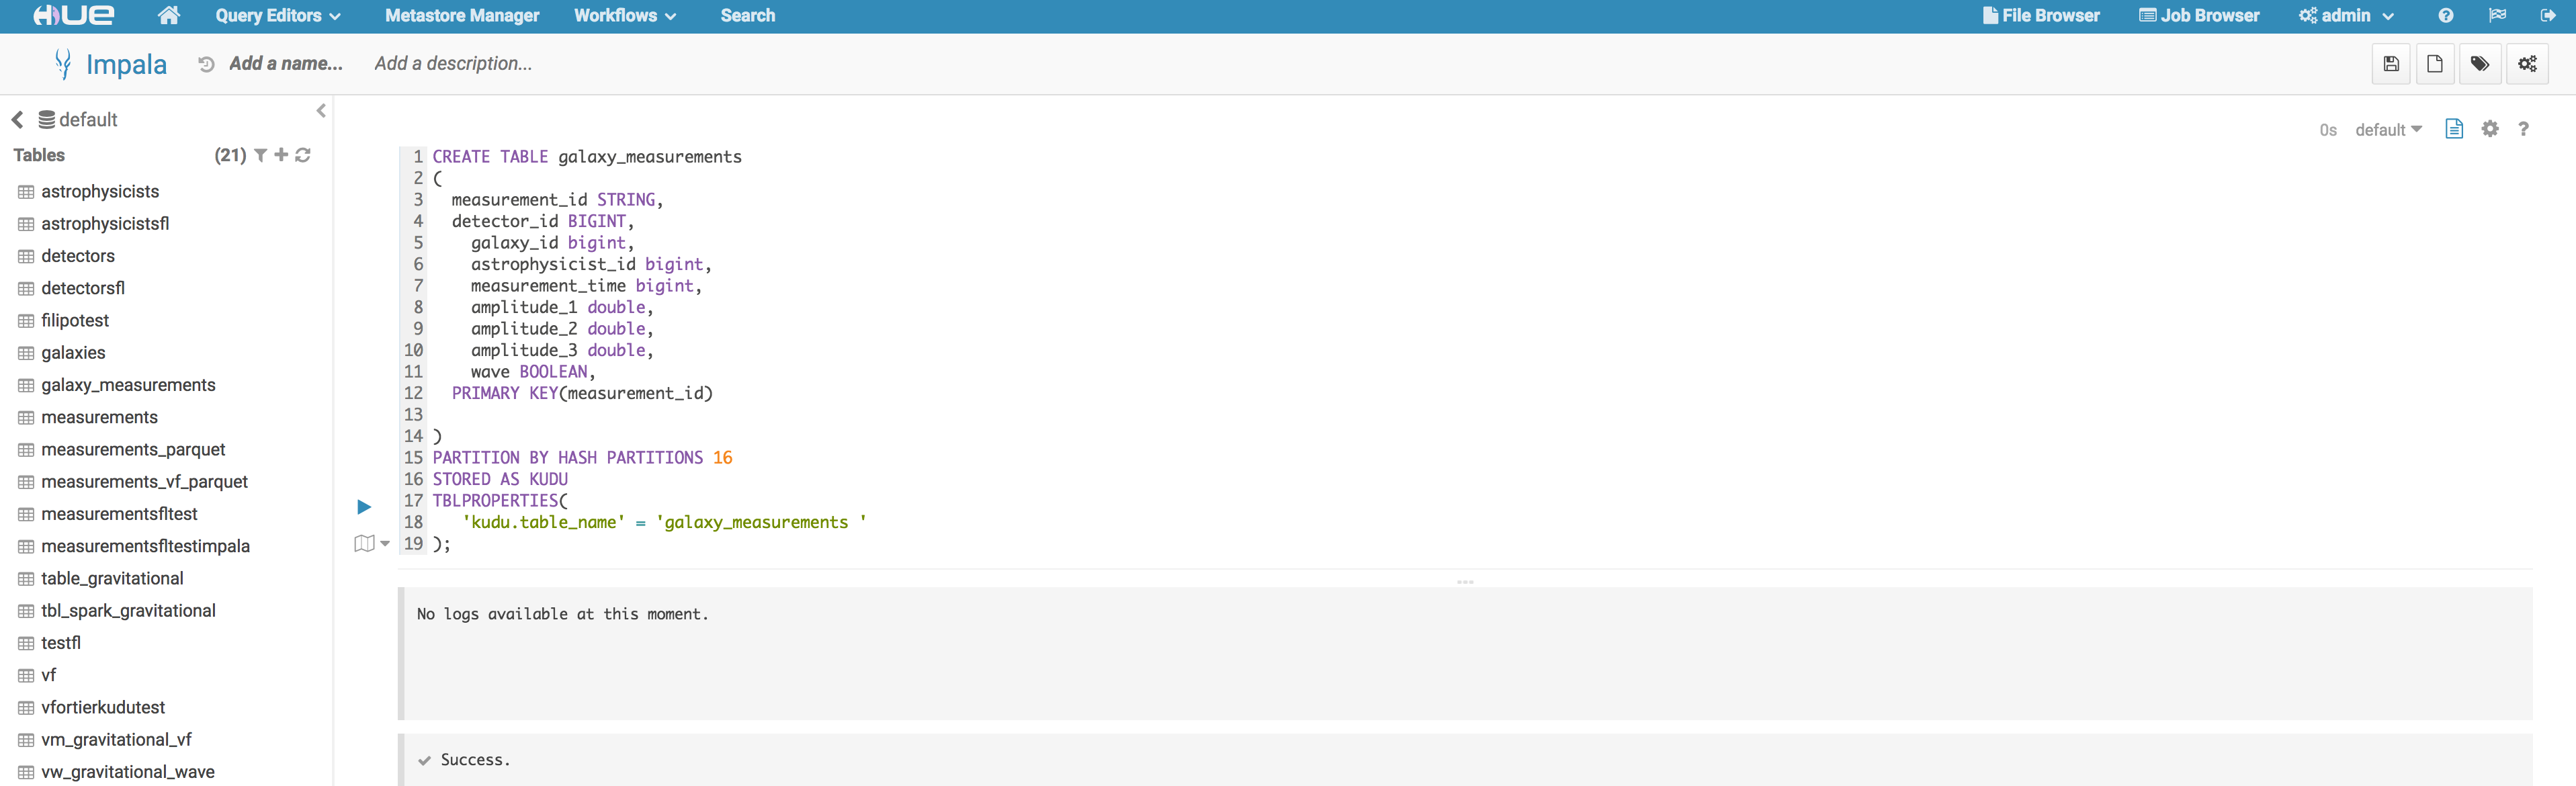 HUE Query Editors Metastore Manager Workflows Search File Browser Job Browser admin
Impala Add a name... Add a description...
default
Tables (21)
astrophysicists
astrophysicistsfl
detectors
detectorsfl
filipotest
galaxies
galaxy_measurements
measurements
measurements_parquet
measurements_vf_parquet
measurementsfltest
measurementsfltestimpala
table_gravitational
tbl_spark_gravitational
testfl
vf
vfortierkudutest
vm_gravitational_vf
vw_gravitational_wave
0s default ?
1 CREATE TABLE galaxy_measurements
2 (
3 measurement_id STRING,
4 detector_id BIGINT,
5 galaxy_id bigint,
6 astrophysicist_id bigint,
7 measurement_time bigint,
8 amplitude_1 double,
9 amplitude_2 double,
10 amplitude_3 double,
11 wave BOOLEAN,
12 PRIMARY KEY(measurement_id)
13
14 )
15 PARTITION BY HASH PARTITIONS 16
16 STORED AS KUDU
17 TBLPROPERTIES(
18 'kudu.table_name' = 'galaxy_measurements '
19 );
No logs available at this moment.
Success.